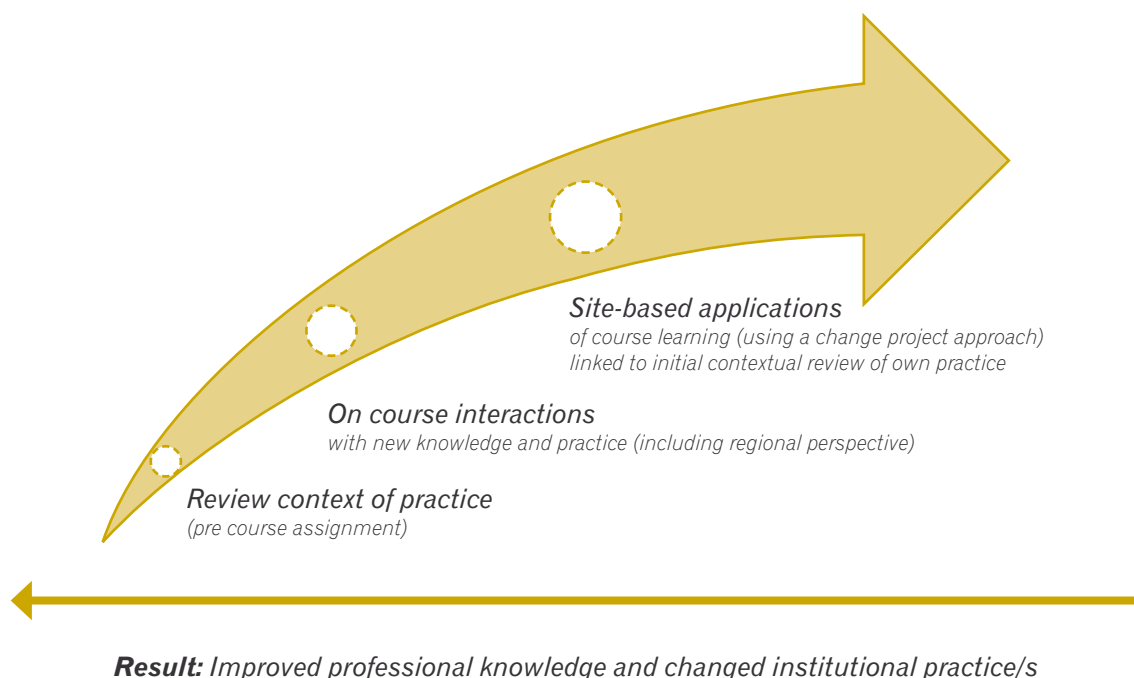 Site-based applications
of course learning (using a change project approach)
linked to initial contextual review of own practice
On course interactions
with new knowledge and practice (including regional perspective)
Review context of practice
(pre course assignment)
Result: Improved professional knowledge and changed institutional practice/s